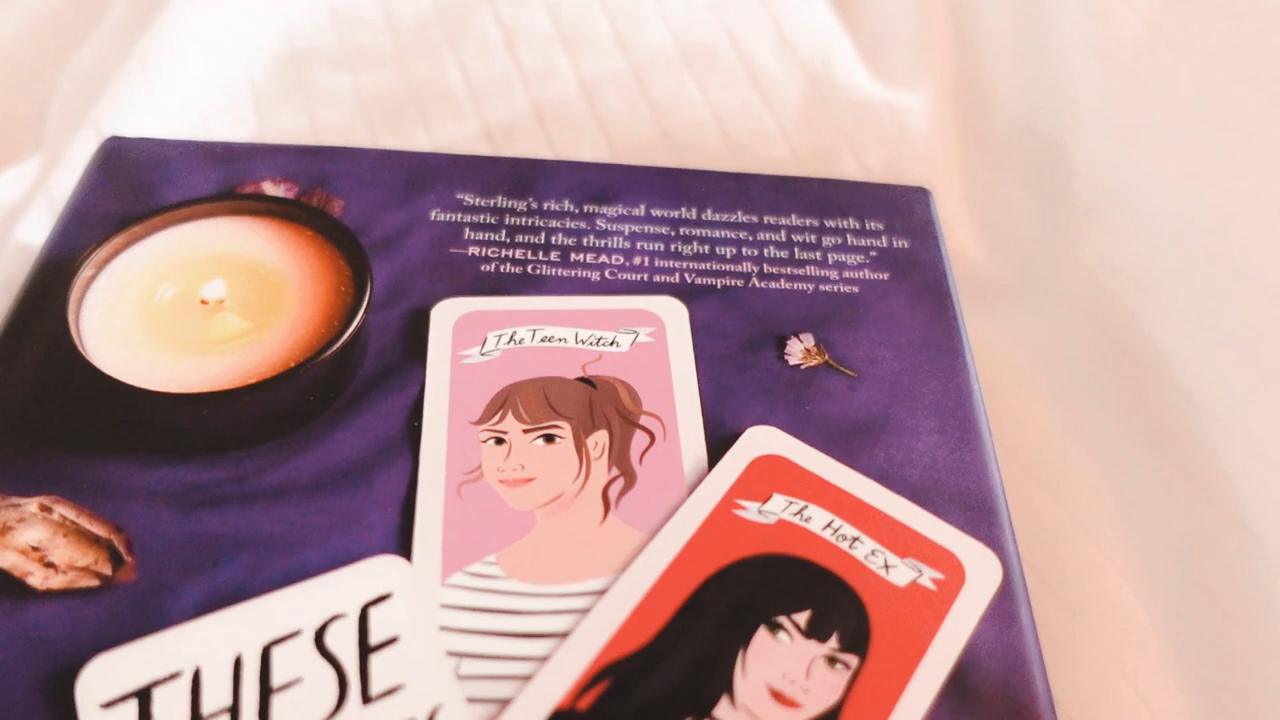 “Sterling’s rich, magical world dazzles readers with its
fantastic intricacies. Suspense, romance, and wit go hand in
hand, and the thrills run right up to the last page.”
—RICHELLE MEAD, #1 internationally bestselling author
of the Glittering Court and Vampire Academy series
The Teen Witch
The Hot Ex
THESE